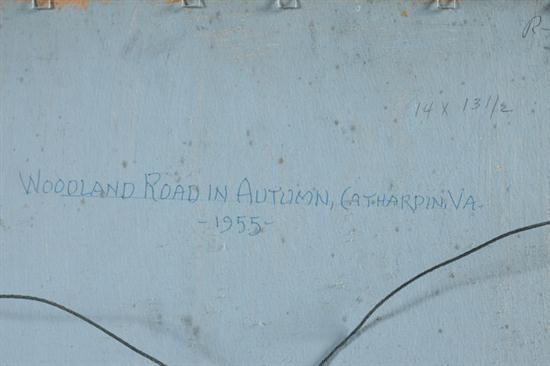 R-
14 x 13 1/2
WOODLAND ROAD IN AUTUMN, CATHARPIN, VA.
-1955-